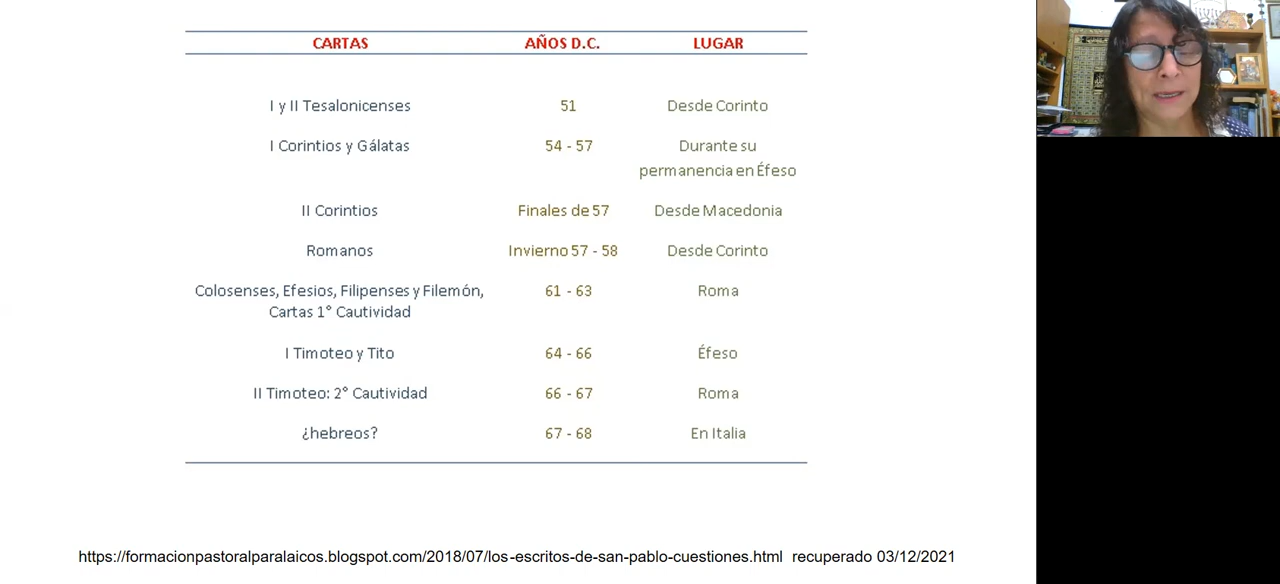 CARTAS AÑOS D.C. LUGAR
I y II Tesalonicenses 51 Desde Corinto
I Corintios y Gálatas 54 - 57 Durante su
permanencia en Éfeso
II Corintios Finales de 57 Desde Macedonia
Romanos Invierno 57 - 58 Desde Corinto
Colosenses, Efesios, Filipenses y Filemón, 61 - 63 Roma
Cartas 1° Cautividad
I Timoteo y Tito 64 - 66 Éfeso
II Timoteo: 2° Cautividad 66 - 67 Roma
¿hebreos? 67 - 68 En Italia
https://formacionpastoralparalaicos.blogspot.com/2018/07/los-escritos-de-san-pablo-cuestiones.html recuperado 03/12/2021